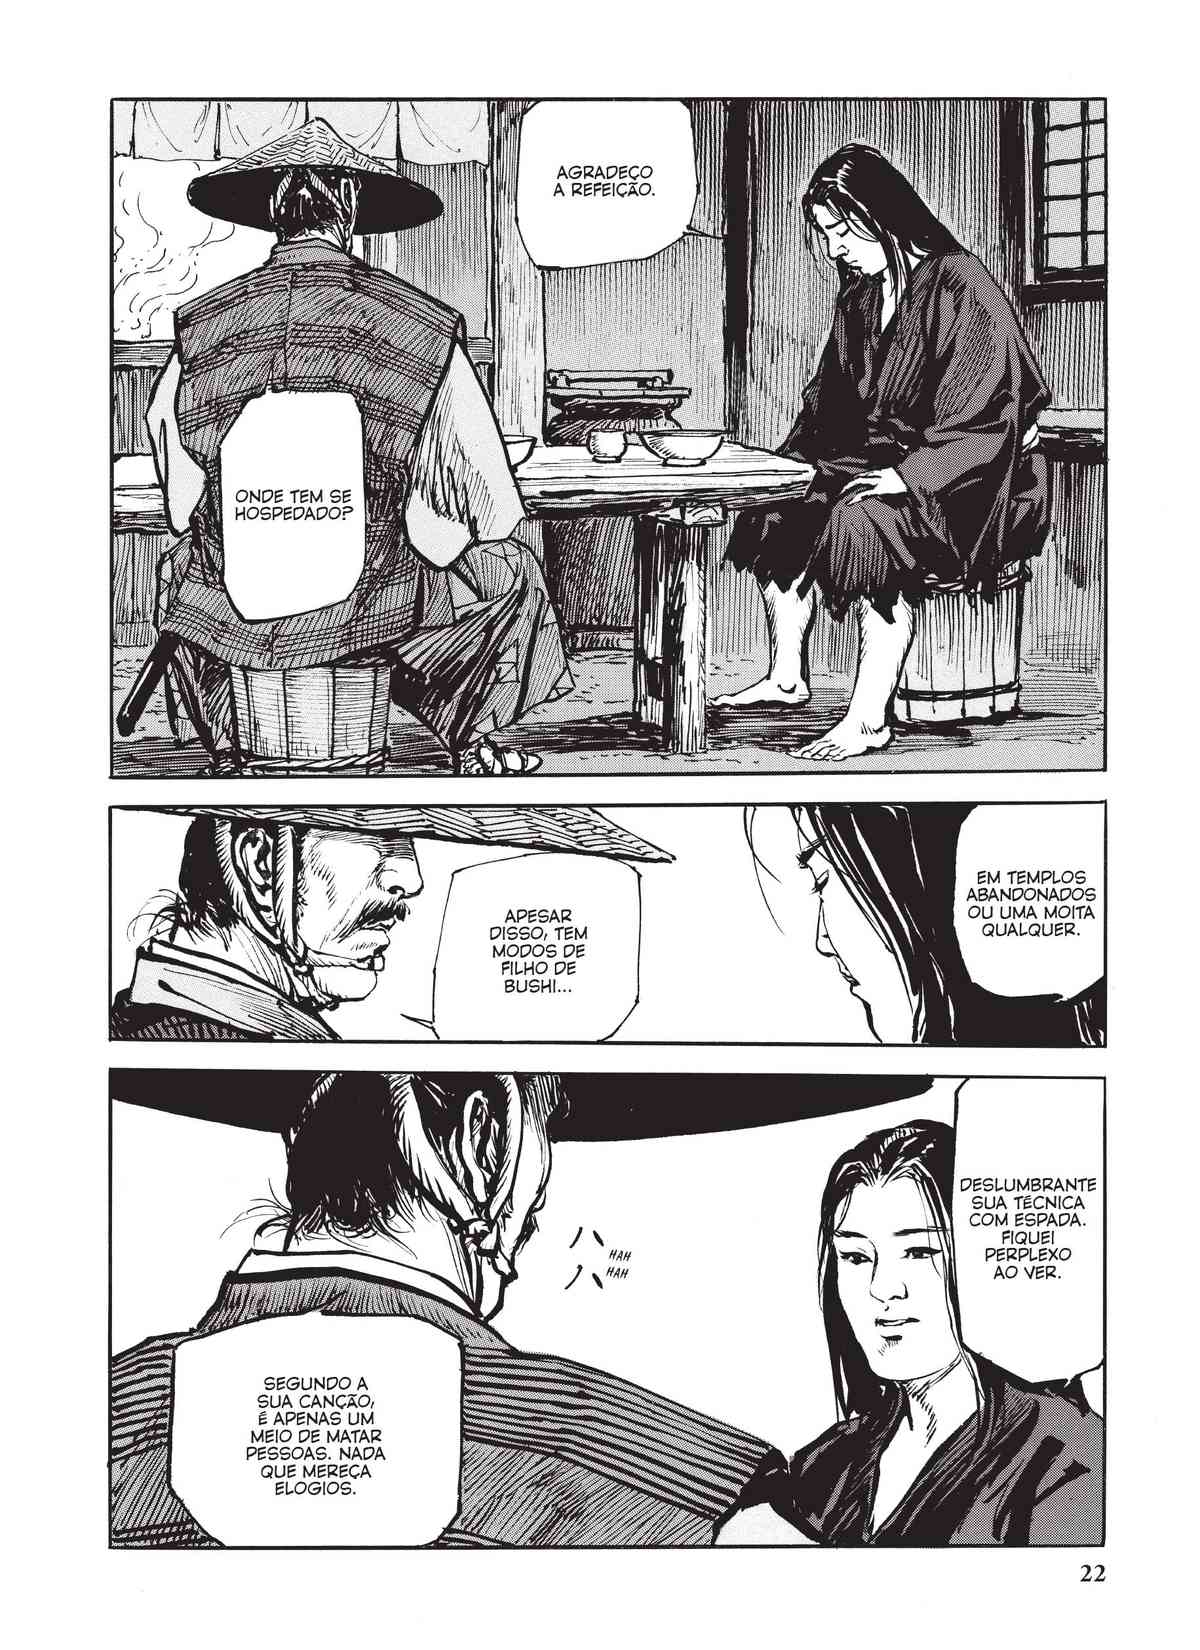 AGRADEÇO
A REFEIÇÃO.
ONDE TEM SE
HOSPEDADO?
EM TEMPLOS
ABANDONADOS
OU UMA MOITA
QUALQUER.
APESAR
DISSO, TEM
MODOS DE
FILHO DE
BUSHI...
DESLUMBRANTE
SUA TÉCNICA
COM ESPADA.
FIQUEI
PERPLEXO
AO VER.
ハ HAH
ハ HAH
SEGUNDO A
SUA CANÇÃO,
É APENAS UM
MEIO DE MATAR
PESSOAS. NADA
QUE MEREÇA
ELOGIOS.
22